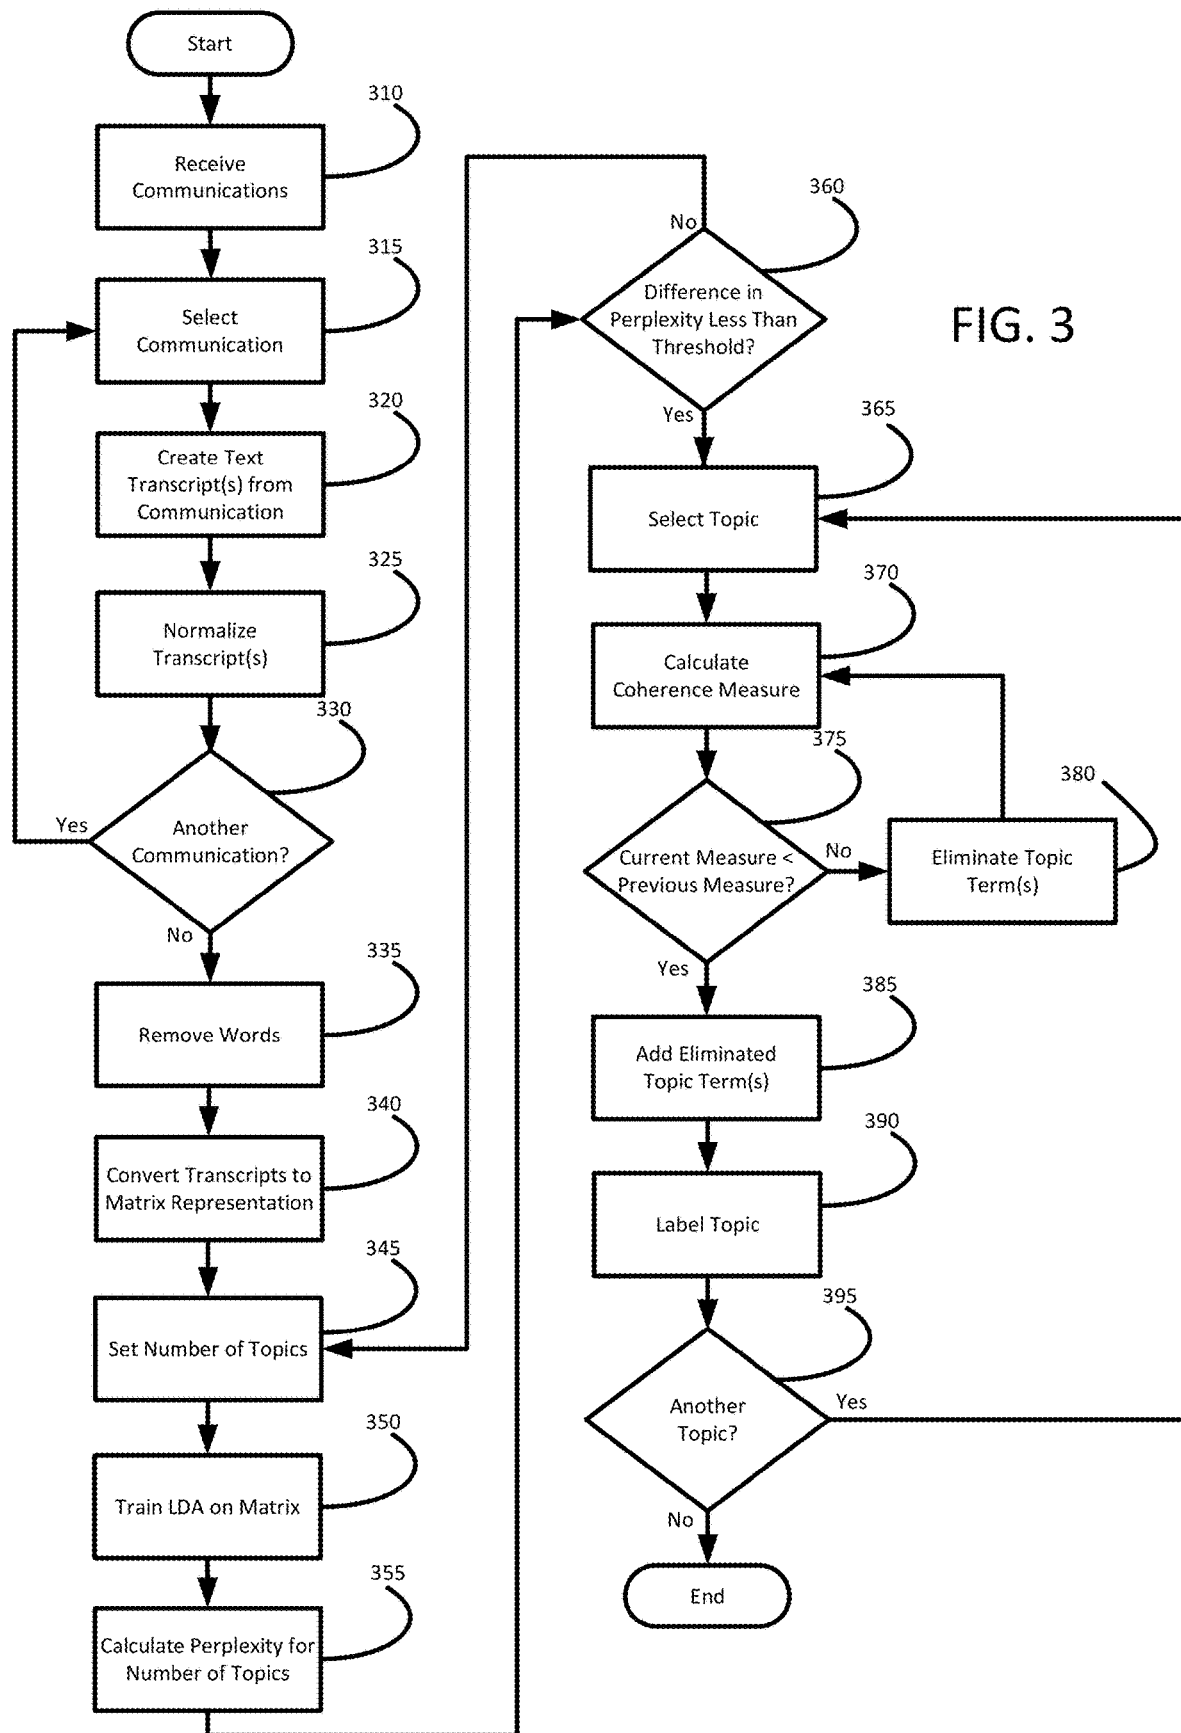 Start
310
Receive
Communications
315
Select
Communication
320
Create Text
Transcript(s) from
Communication
325
Normalize
Transcript(s)
330
Another
Communication?
Yes
No
335
Remove Words
340
Convert Transcripts to
Matrix Representation
345
Set Number of Topics
350
Train LDA on Matrix
355
Calculate Perplexity for
Number of Topics
360
No
Difference in
Perplexity Less Than
Threshold?
Yes
FIG. 3
365
Select Topic
370
Calculate
Coherence Measure
375
Current Measure <
Previous Measure?
No
380
Eliminate Topic
Term(s)
Yes
385
Add Eliminated
Topic Term(s)
390
Label Topic
395
Another
Topic?
Yes
No
End